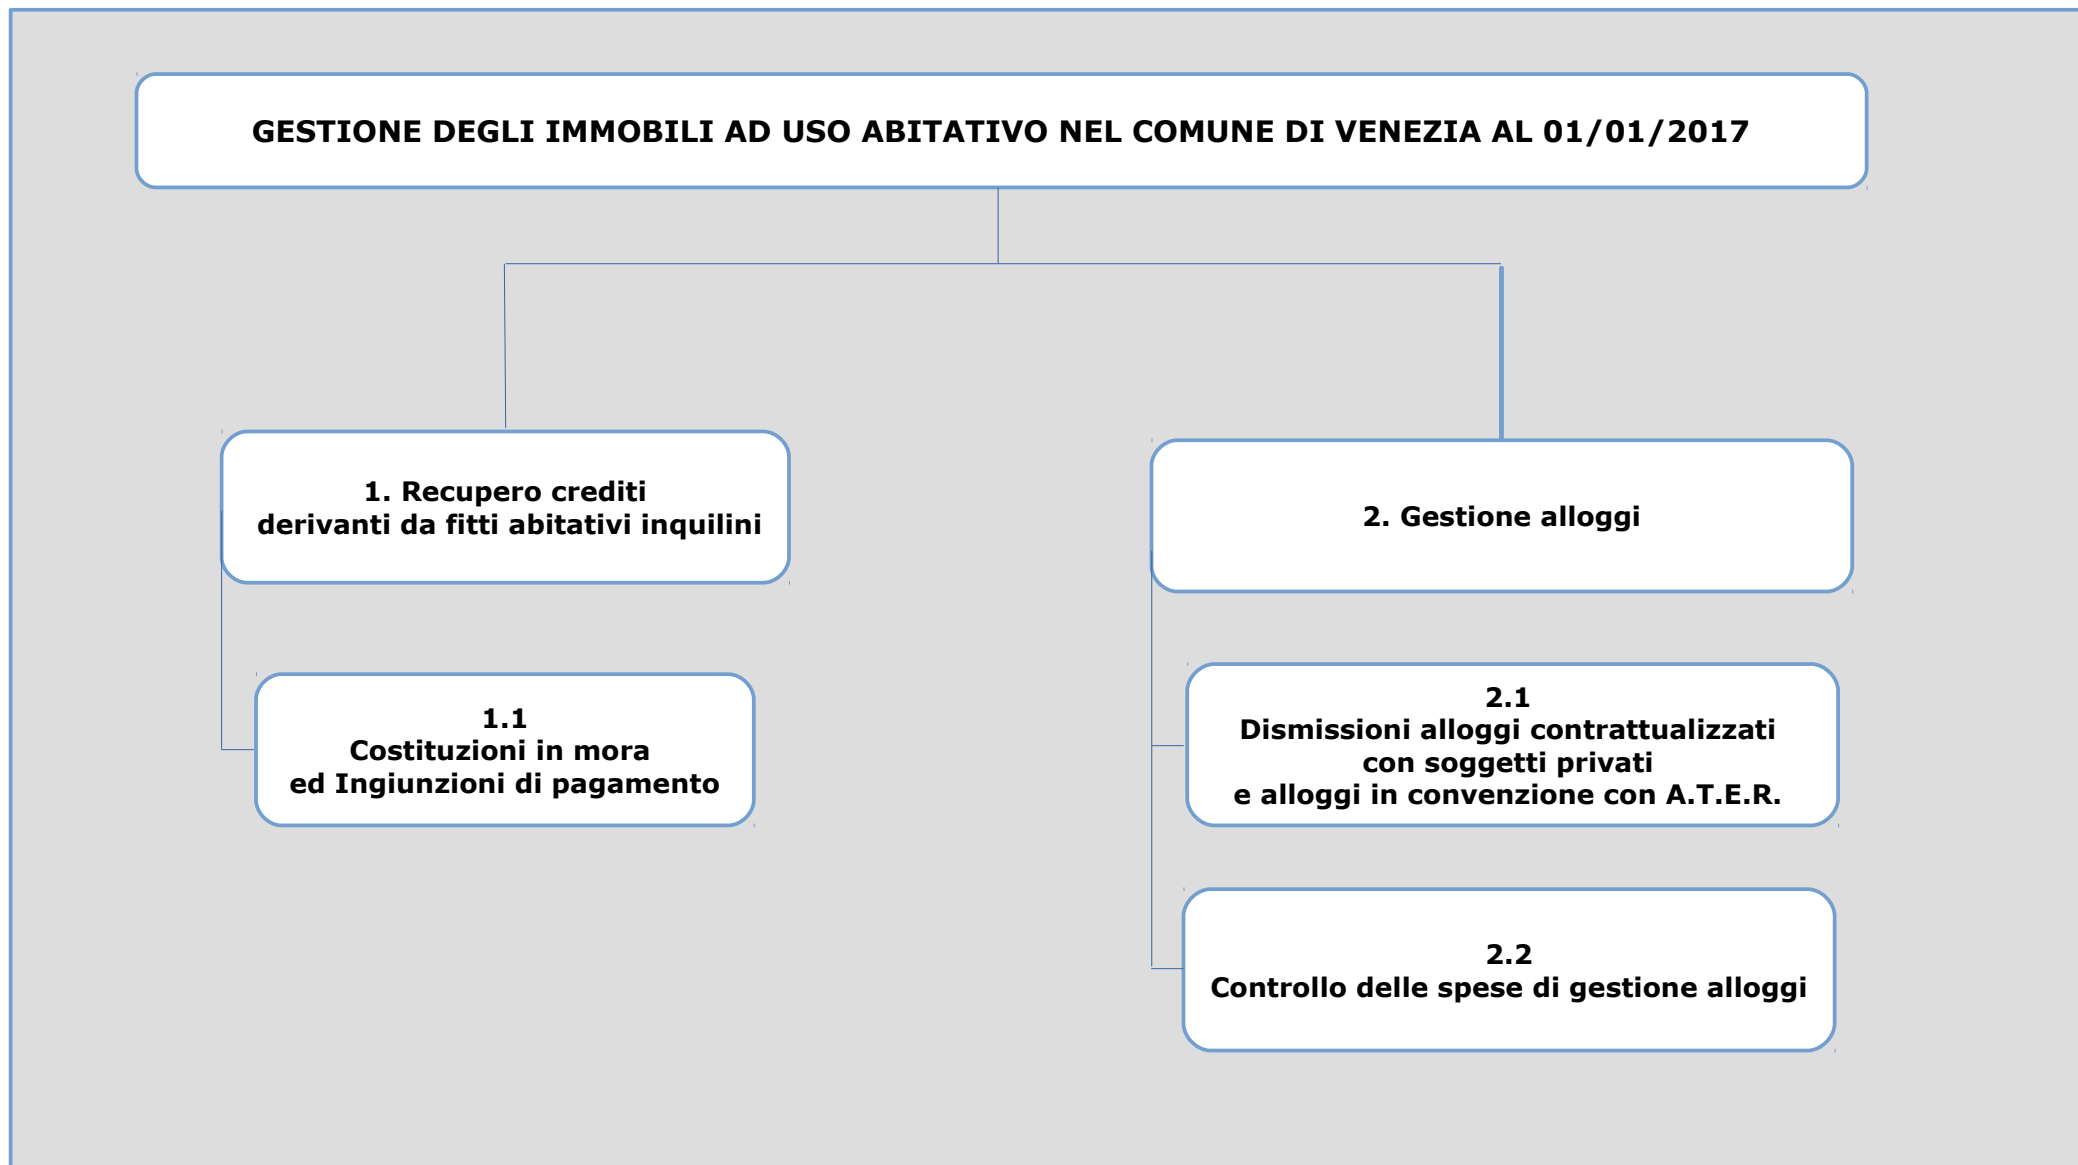 GESTIONE DEGLI IMMOBILI AD USO ABITATIVO NEL COMUNE DI VENEZIA AL 01/01/2017
1. Recupero crediti
derivanti da fitti abitativi inquilini
2. Gestione alloggi
1.1
Costituzioni in mora
ed Ingiunzioni di pagamento
2.1
Dismissioni alloggi contrattualizzati
con soggetti privati
e alloggi in convenzione con A.T.E.R.
2.2
Controllo delle spese di gestione alloggi